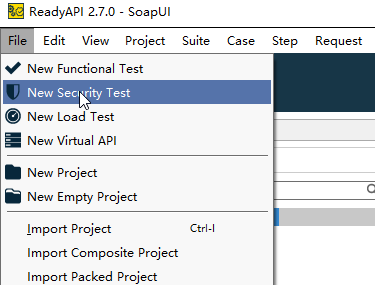 ReadyAPI 2.7.0 - SoapUI
File Edit View Project Suite Case Step Request
New Functional Test
New Security Test
New Load Test
New Virtual API
New Project
New Empty Project
Import Project Ctrl-I
Import Composite Project
Import Packed Project